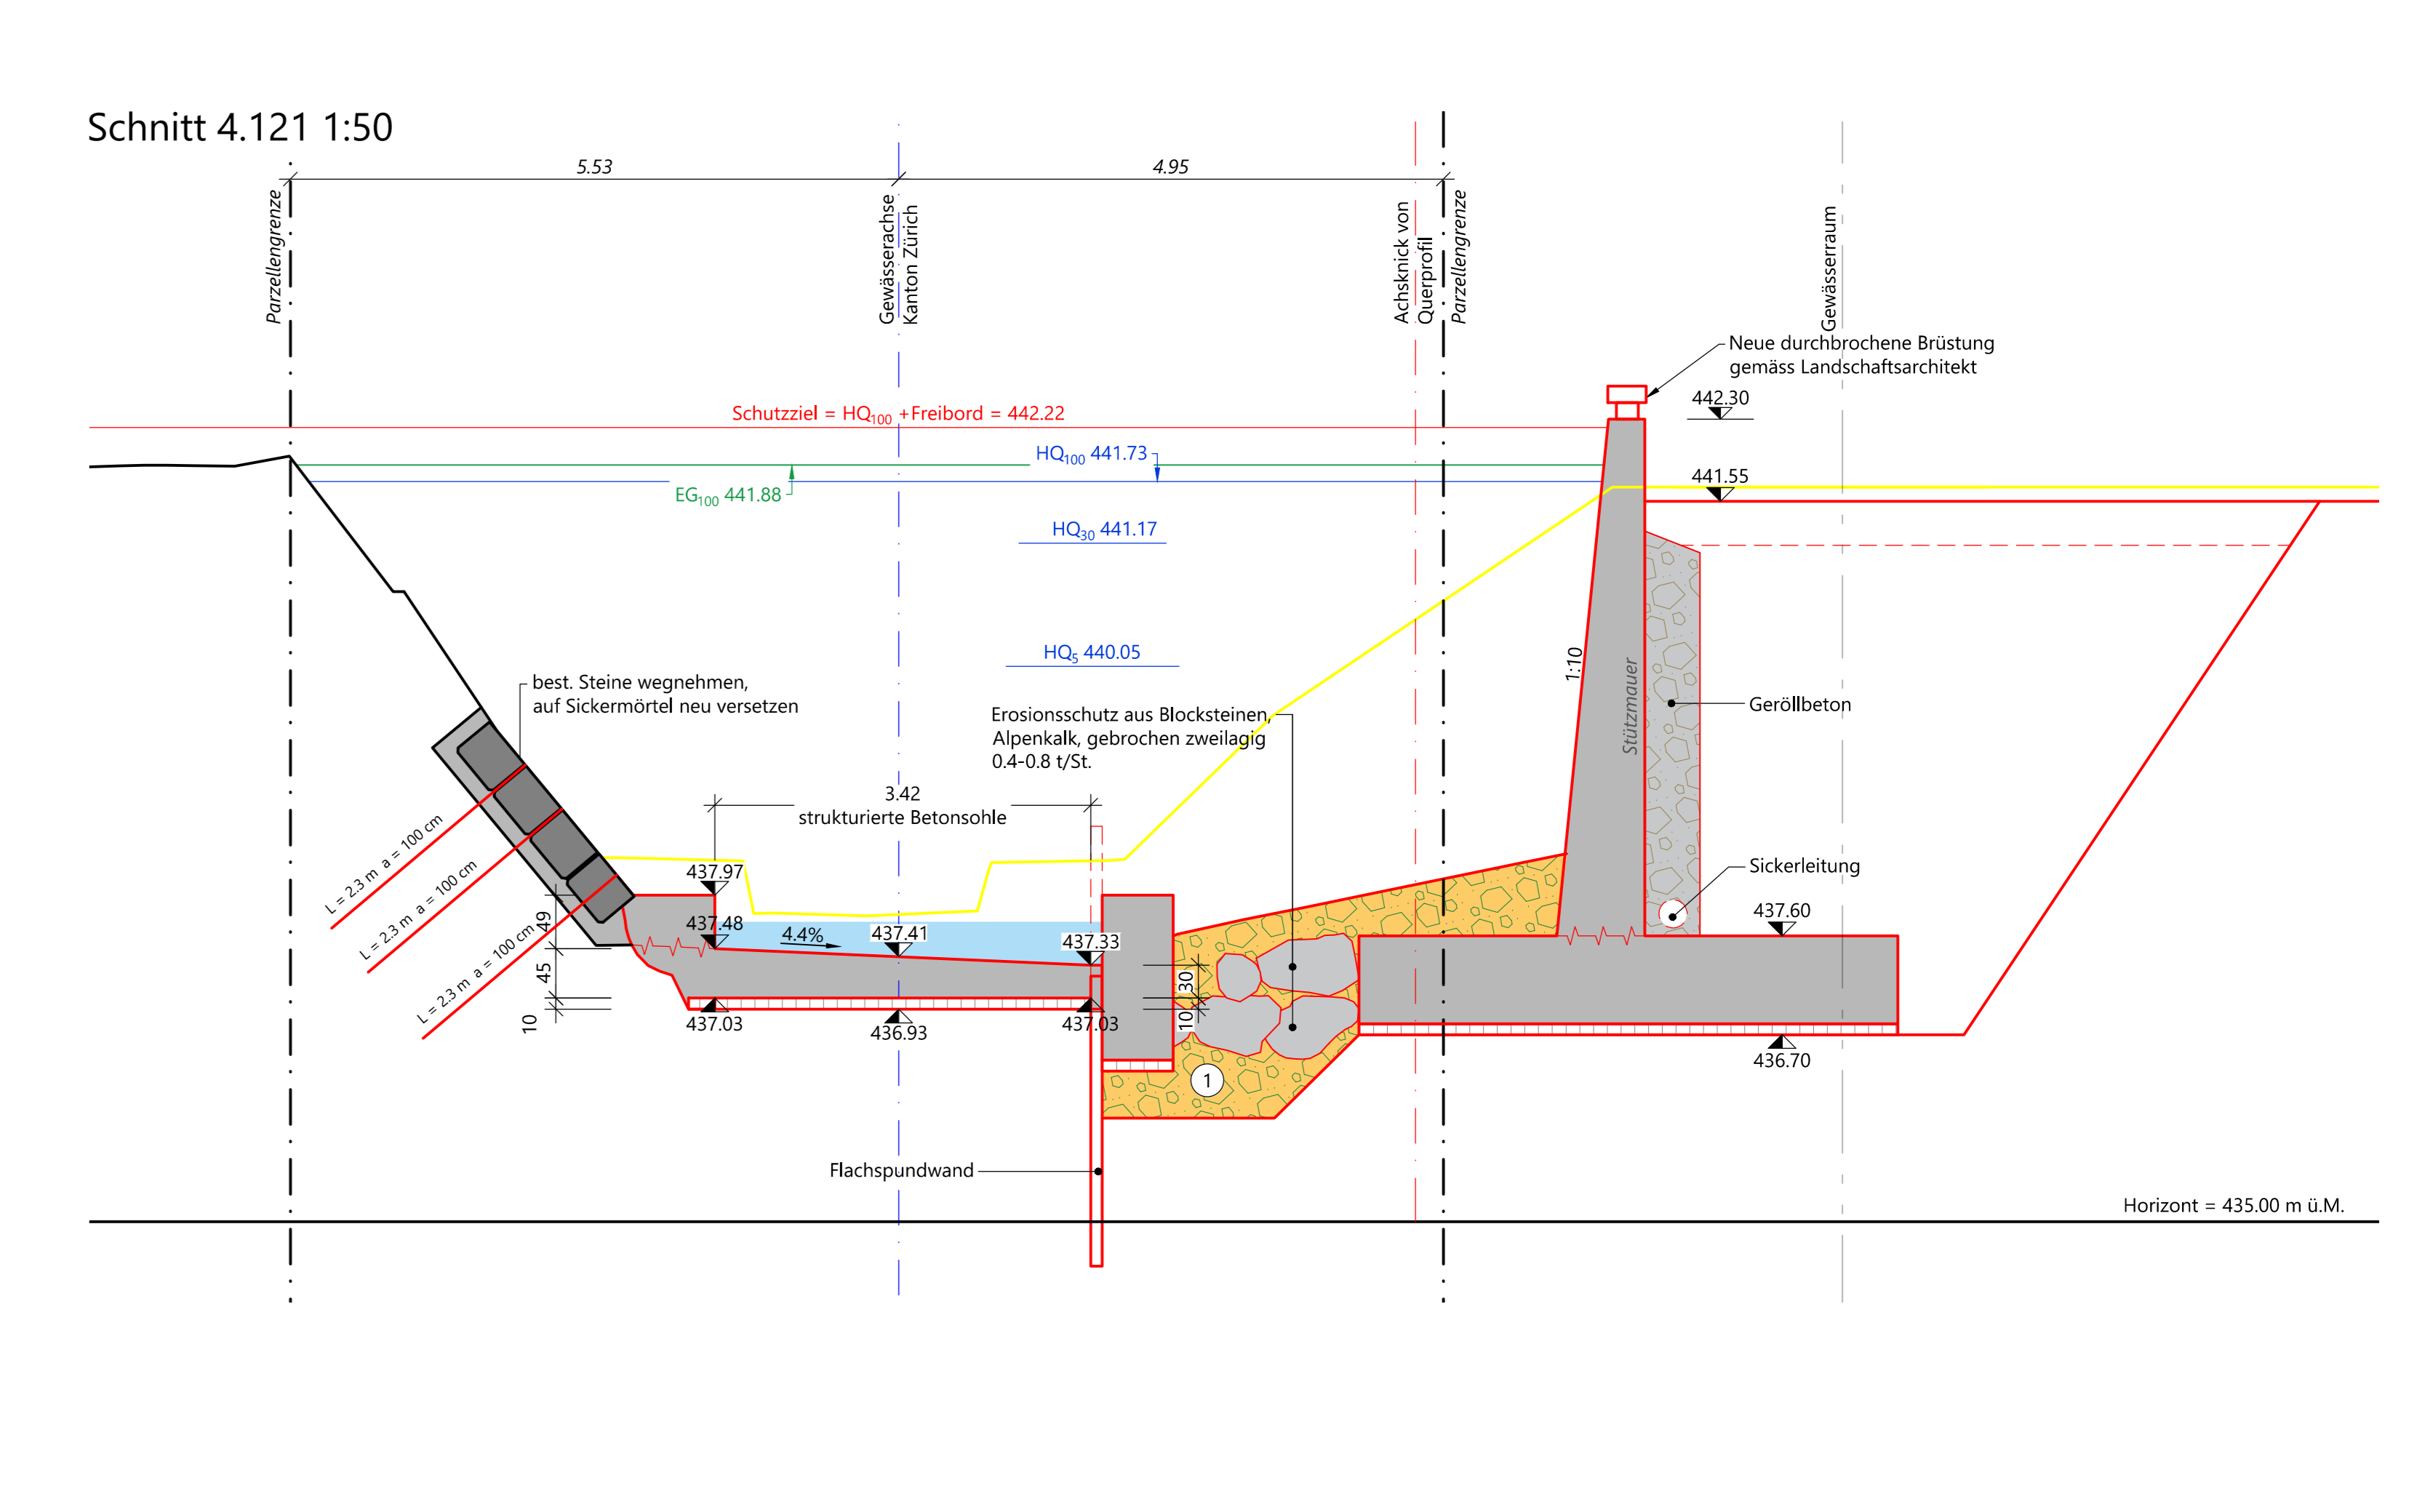 Schnitt 4.121 1:50
5.53
4.95
Parzellengrenze
Gewässerachse
Kanton Zürich
Achsknick von
Querprofil
Parzellengrenze
Gewässerraum
Neue durchbrochene Brüstung
gemäss Landschaftsarchitekt
442.30
Schutzziel = HQ100 +Freibord = 442.22
HQ100 441.73
EG100 441.88
441.55
HQ30 441.17
HQ5 440.05
1:10
Stützmauer
best. Steine wegnehmen,
auf Sickermörtel neu versetzen
Erosionsschutz aus Blocksteinen,
Alpenkalk, gebrochen zweilagig
0.4-0.8 t/St.
Geröllbeton
3.42
strukturierte Betonsohle
L = 2.3 m a = 100 cm
L = 2.3 m a = 100 cm
L = 2.3 m a = 100 cm
437.97
Sickerleitung
49
437.48
4.4%
437.41
437.33
437.60
45
30
10
10
437.03
436.93
437.03
436.70
1
Flachspundwand
Horizont = 435.00 m ü.M.